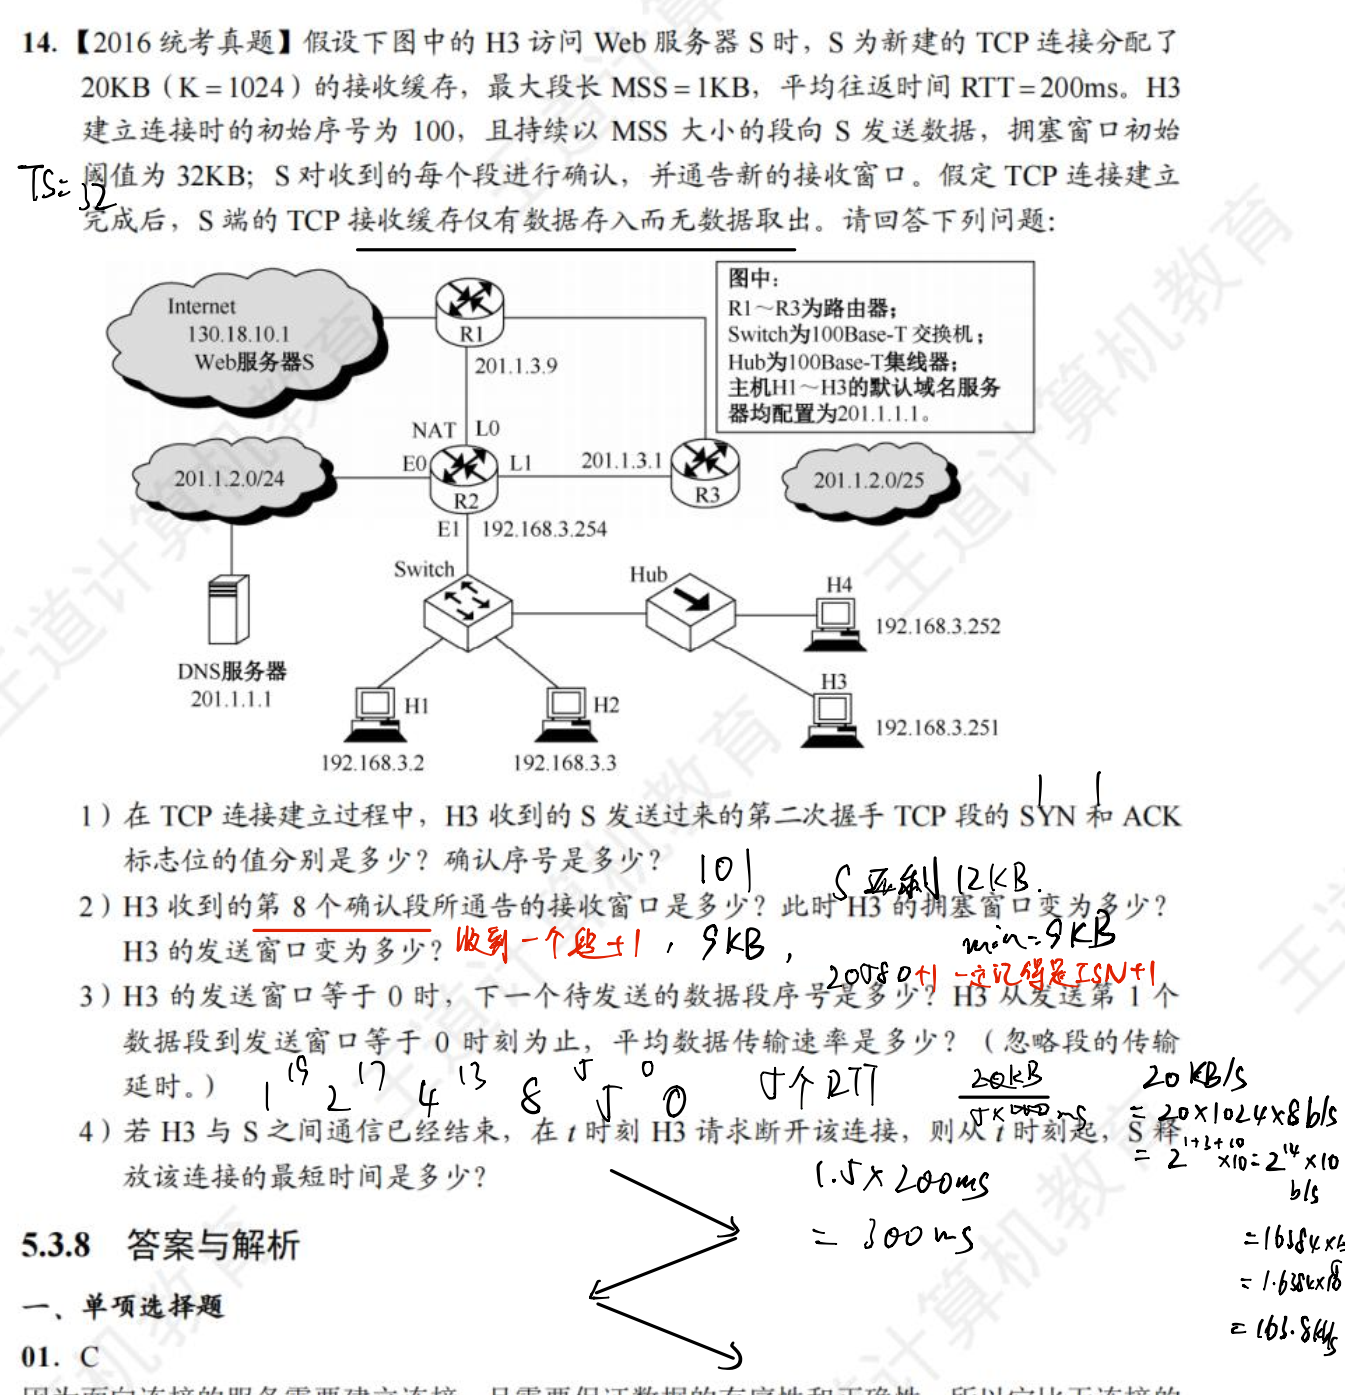 14.【2016 统考真题】假设下图中的 H3 访问 Web 服务器 S 时，S 为新建的 TCP 连接分配了
20KB（K=1024）的接收缓存，最大段长 MSS=1KB，平均往返时间 RTT=200ms。H3
建立连接时的初始序号为 100，且持续以 MSS 大小的段向 S 发送数据，拥塞窗口初始
阈值为 32KB；S 对收到的每个段进行确认，并通告新的接收窗口。假定 TCP 连接建立
TS=32
完成后，S 端的 TCP 接收缓存仅有数据存入而无数据取出。请回答下列问题：
Internet
130.18.10.1
Web服务器S
R1
201.1.3.9
图中：
R1～R3为路由器；
Switch为100Base-T 交换机；
Hub为100Base-T集线器；
主机H1～H3的默认域名服务
器均配置为201.1.1.1。
NAT L0
201.1.2.0/24
E0
L1
201.1.3.1
R2
R3
201.1.2.0/25
E1
192.168.3.254
Switch
Hub
H4
192.168.3.252
DNS服务器
201.1.1.1
H1
H2
H3
192.168.3.251
192.168.3.2
192.168.3.3
1 1
1）在 TCP 连接建立过程中，H3 收到的 S 发送过来的第二次握手 TCP 段的 SYN 和 ACK
标志位的值分别是多少？确认序号是多少？ 101
S 12KB.
2）H3 收到的第 8 个确认段所通告的接收窗口是多少？此时 H3 的拥塞窗口变为多少？
H3 的发送窗口变为多少？ 收到一个段+1，9KB， min=9KB
20580+1 一定记得是ISN+1
3）H3 的发送窗口等于 0 时，下一个待发送的数据段序号是多少？H3 从发送第 1 个
数据段到发送窗口等于 0 时刻为止，平均数据传输速率是多少？（忽略段的传输
延时。） 1 19 2 17 4 13 8 5 5 0 0 5个RTT 20KB 20KB/s
=20×1024×8b/s
4）若 H3 与 S 之间通信已经结束，在 t 时刻 H3 请求断开该连接，则从 t 时刻起，S 释
=2^1+3+10×10=2^14×10
b/s
放该连接的最短时间是多少？ 1.5×200ms
=300ms
5.3.8 答案与解析
一、单项选择题
01. C